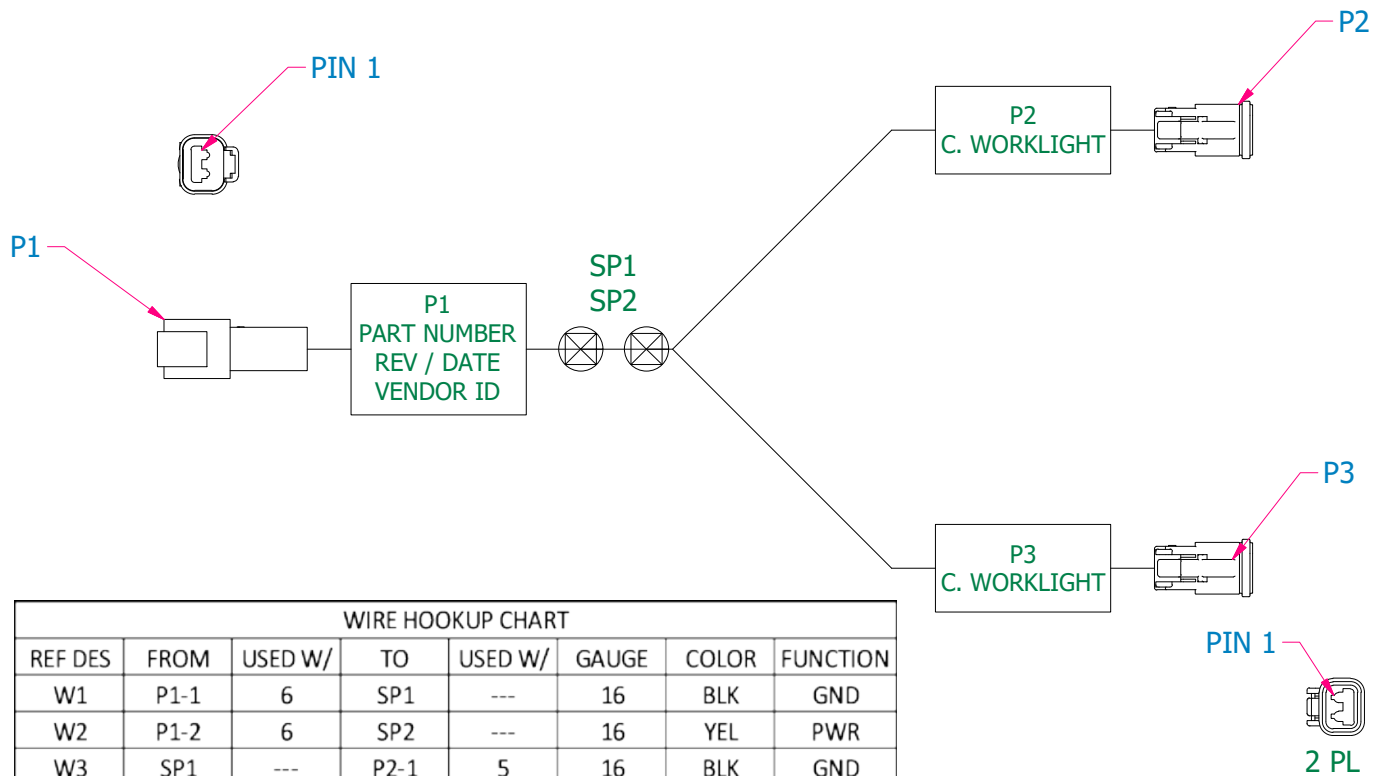 P2
PIN 1
P2
C. WORKLIGHT
P1
SP1
SP2
P1
PART NUMBER
REV / DATE
VENDOR ID
P3
P3
C. WORKLIGHT
WIRE HOOKUP CHART
REF DES FROM USED W/ TO USED W/ GAUGE COLOR FUNCTION
W1 P1-1 6 SP1 --- 16 BLK GND
W2 P1-2 6 SP2 --- 16 YEL PWR
W3 SP1 --- P2-1 5 16 BLK GND
PIN 1
2 PL